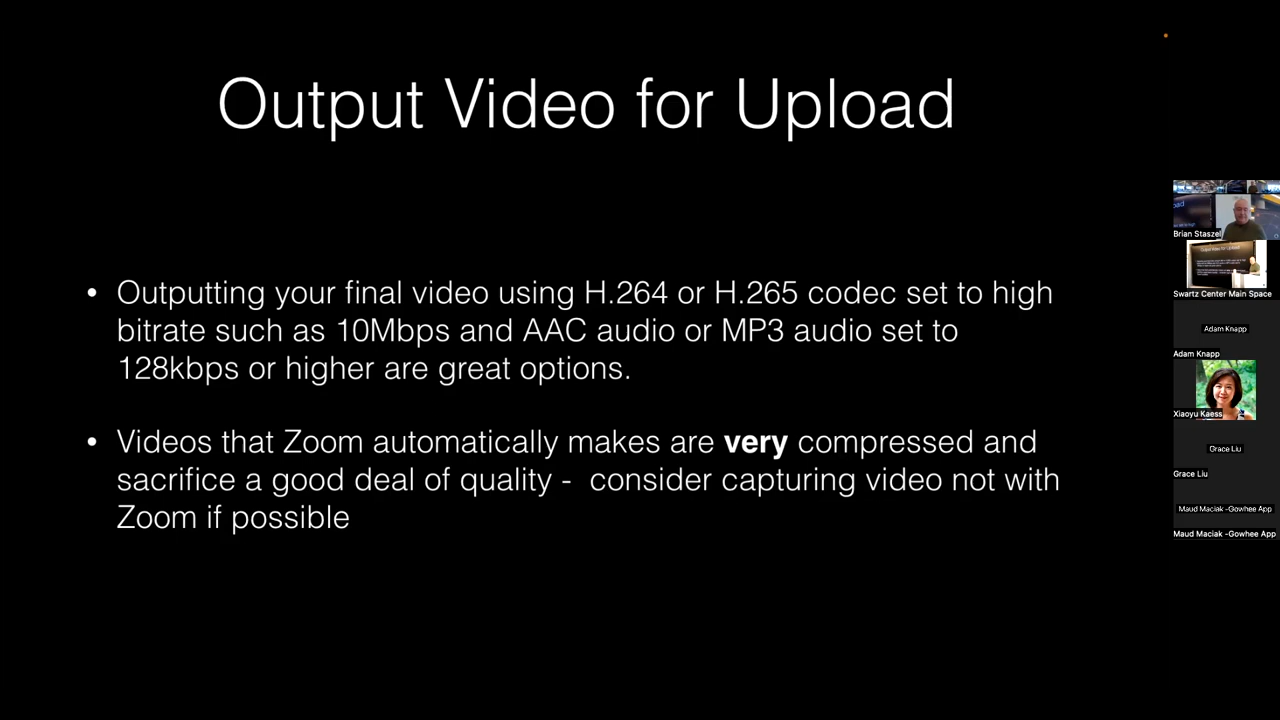 Output Video for Upload
• Outputting your final video using H.264 or H.265 codec set to high
bitrate such as 10Mbps and AAC audio or MP3 audio set to
128kbps or higher are great options.
• Videos that Zoom automatically makes are very compressed and
sacrifice a good deal of quality - consider capturing video not with
Zoom if possible
Brian Staszel
Swartz Center Main Space
Adam Knapp
Adam Knapp
Xiaoyu Kaess
Grace Liu
Grace Liu
Maud Maciak -Gowhee App
Maud Maciak -Gowhee App